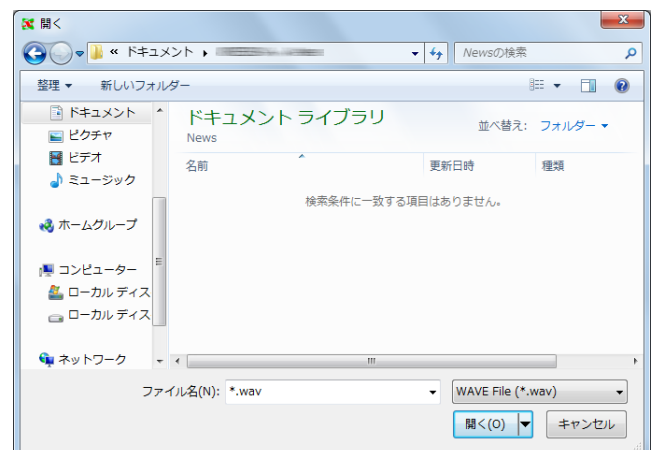 開く
« ドキュメント
Newsの検索
整理 新しいフォルダー
ドキュメント
ピクチャ
ビデオ
ミュージック
ホームグループ
コンピューター
ローカル ディス
ローカル ディス
ネットワーク
ドキュメント ライブラリ
News
並べ替え: フォルダー
名前 更新日時 種類
検索条件に一致する項目はありません。
ファイル名(N): *.wav
WAVE File (*.wav)
開く(O) キャンセル